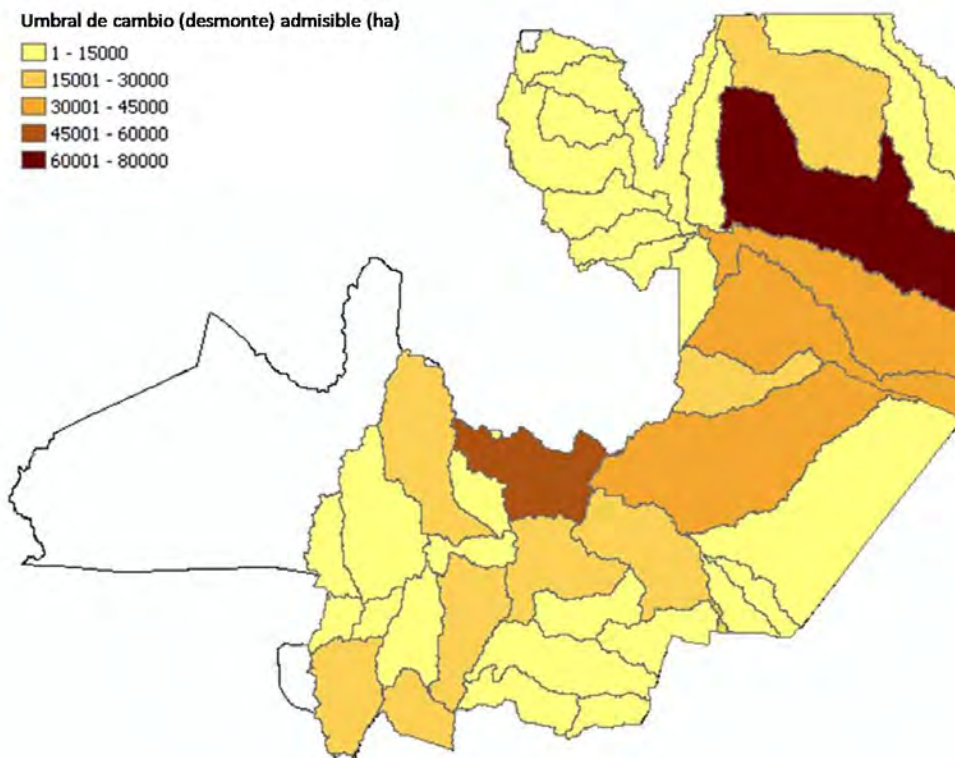 Umbral de cambio (desmonte) admisible (ha)
1 - 15000
15001 - 30000
30001 - 45000
45001 - 60000
60001 - 80000